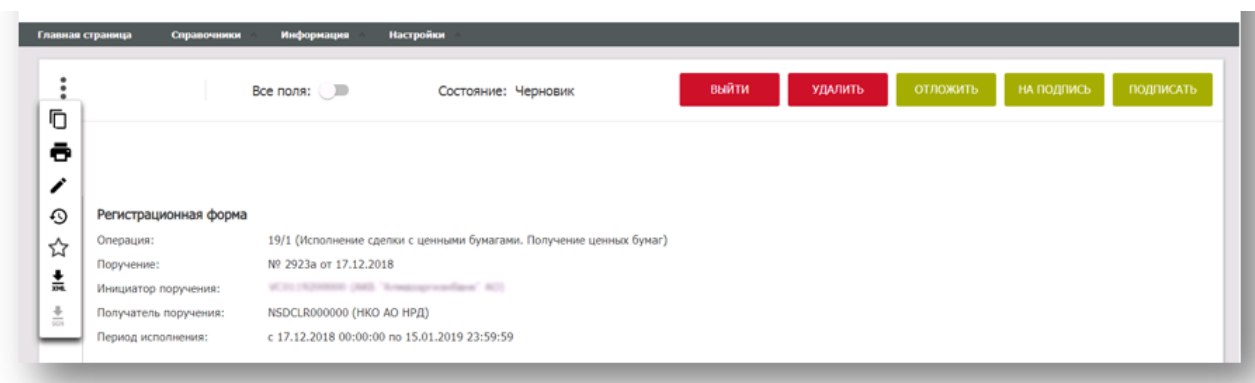 Главная страница Справочники Информация Настройки
Все поля: Состояние: Черновик ВЫЙТИ УДАЛИТЬ ОТЛОЖИТЬ НА ПОДПИСЬ ПОДПИСАТЬ
Регистрационная форма
Операция: 19/1 (Исполнение сделки с ценными бумагами. Получение ценных бумаг)
Поручение: № 2923а от 17.12.2018
XML
Инициатор поручения:
Получатель поручения: NSDCLR000000 (НКО АО НРД)
Период исполнения: с 17.12.2018 00:00:00 по 15.01.2019 23:59:59